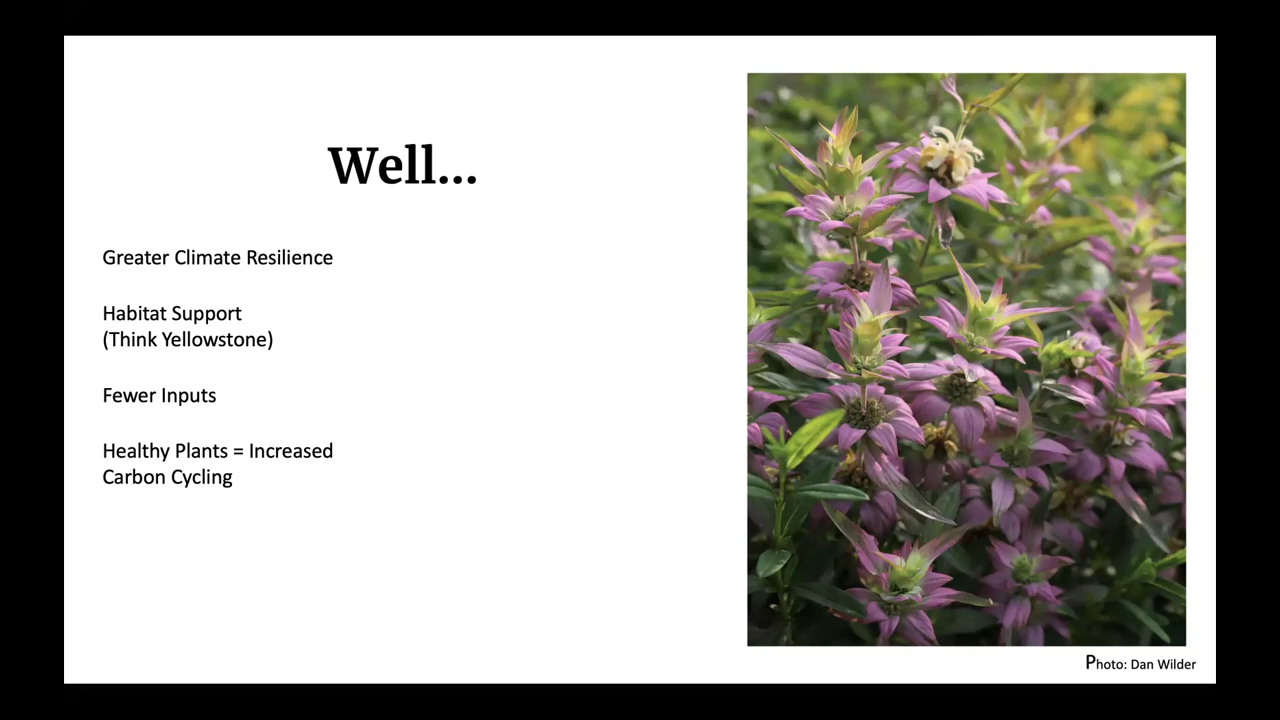 Well...
Greater Climate Resilience
Habitat Support
(Think Yellowstone)
Fewer Inputs
Healthy Plants = Increased
Carbon Cycling
Photo: Dan Wilder